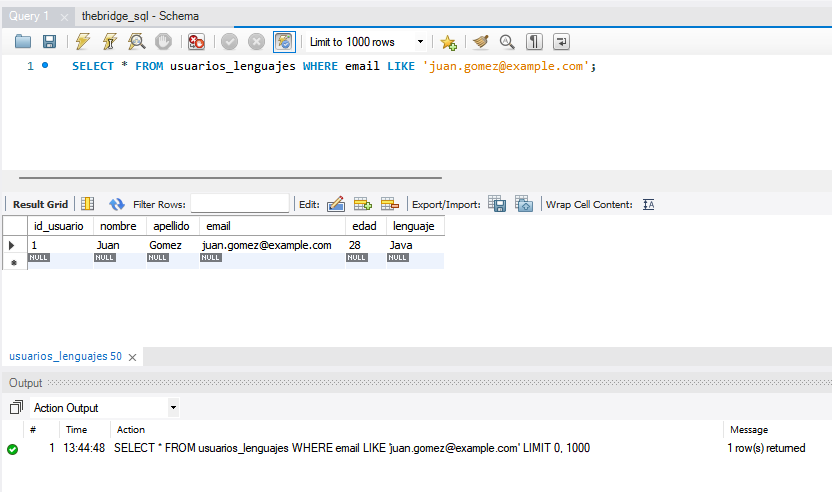 Query 1 thebridge_sql - Schema
Limit to 1000 rows
1 SELECT * FROM usuarios_lenguajes WHERE email LIKE 'juan.gomez@example.com';
Result Grid Filter Rows: Edit: Export/Import: Wrap Cell Content:
id_usuario nombre apellido email edad lenguaje
1 Juan Gomez juan.gomez@example.com 28 Java
NULL NULL NULL NULL NULL NULL
usuarios_lenguajes 50
Output
Action Output
# Time Action Message
1 13:44:48 SELECT * FROM usuarios_lenguajes WHERE email LIKE 'juan.gomez@example.com' LIMIT 0, 1000 1 row(s) returned